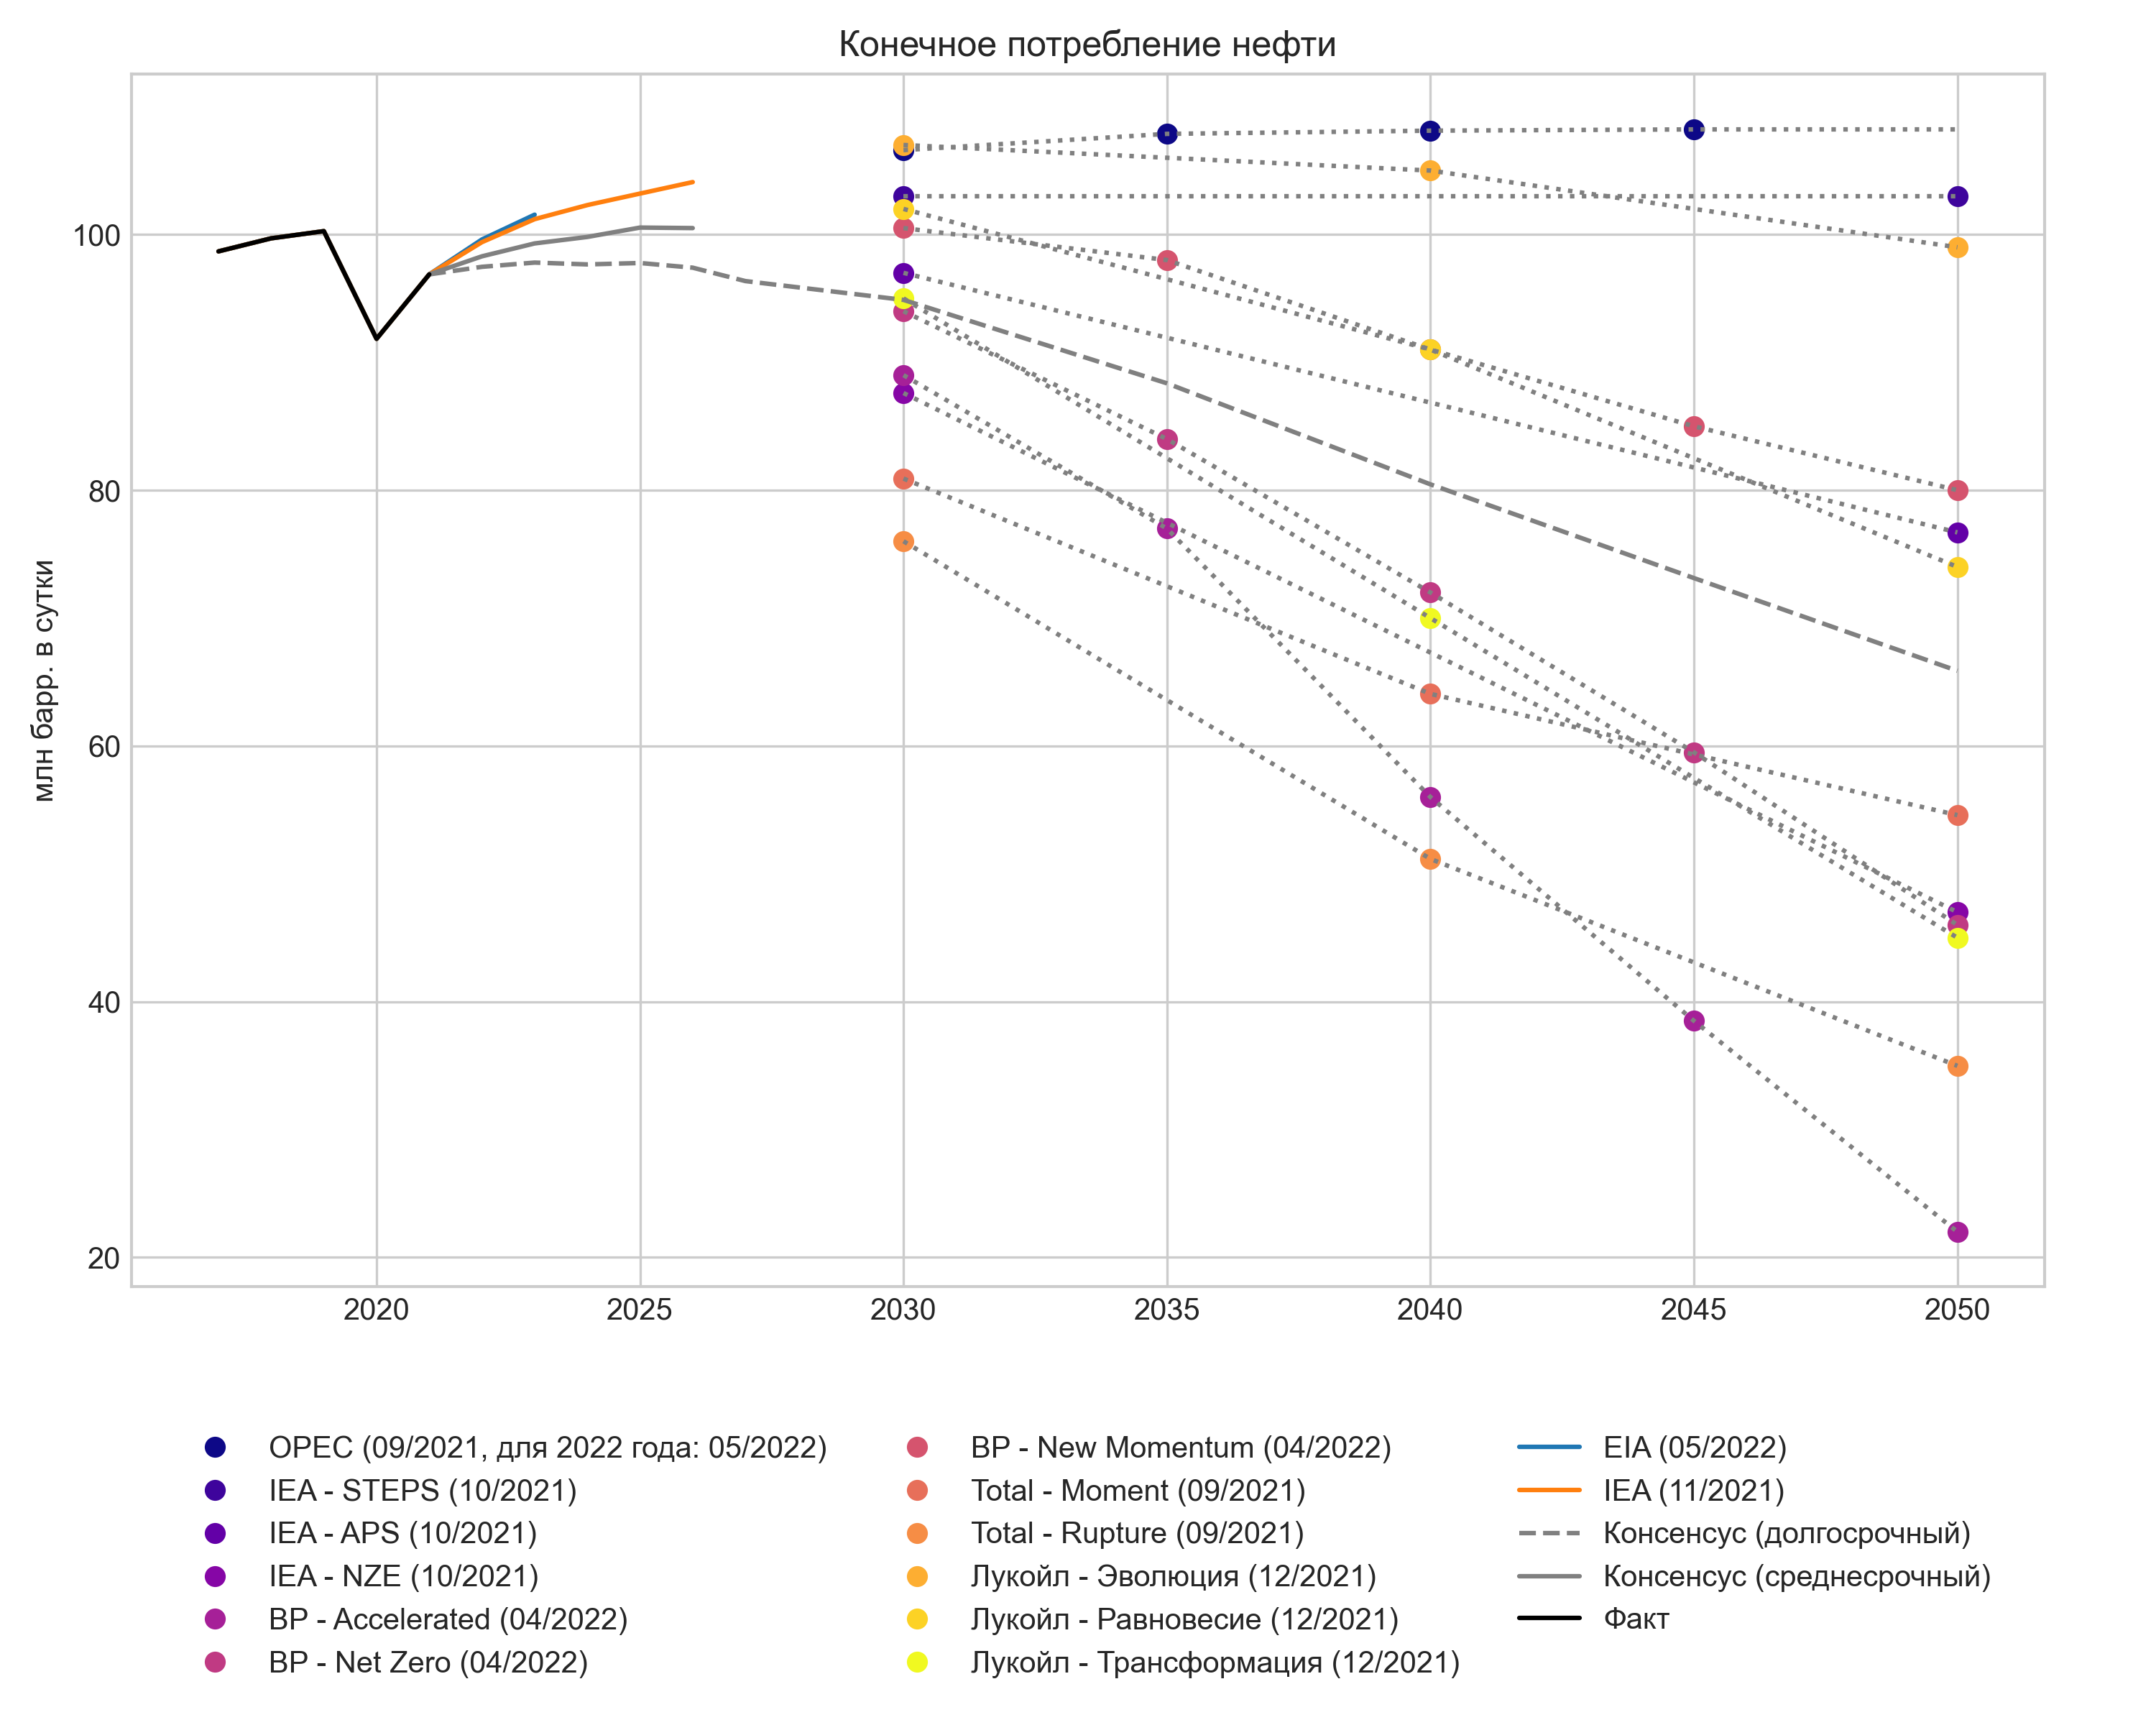 Конечное потребление нефти
млн барр. в сутки
100
80
60
40
20
2020 2025 2030 2035 2040 2045 2050
OPEC (09/2021, для 2022 года: 05/2022)
IEA - STEPS (10/2021)
IEA - APS (10/2021)
IEA - NZE (10/2021)
BP - Accelerated (04/2022)
BP - Net Zero (04/2022)
BP - New Momentum (04/2022)
Total - Moment (09/2021)
Total - Rupture (09/2021)
Лукойл - Эволюция (12/2021)
Лукойл - Равновесие (12/2021)
Лукойл - Трансформация (12/2021)
EIA (05/2022)
IEA (11/2021)
Консенсус (долгосрочный)
Консенсус (среднесрочный)
Факт